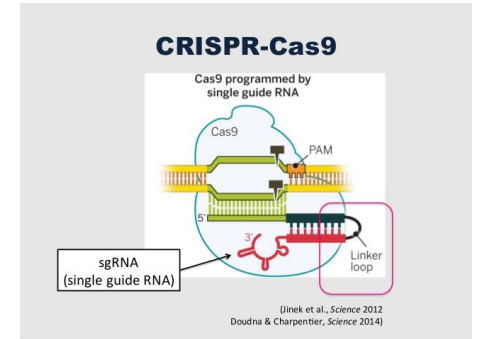 CRISPR-Cas9
Cas9 programmed by
single guide RNA
Cas9
PAM
5'
3'
Linker
loop
sgRNA
(single guide RNA)
(Jinek et al., Science 2012
Doudna & Charpentier, Science 2014)